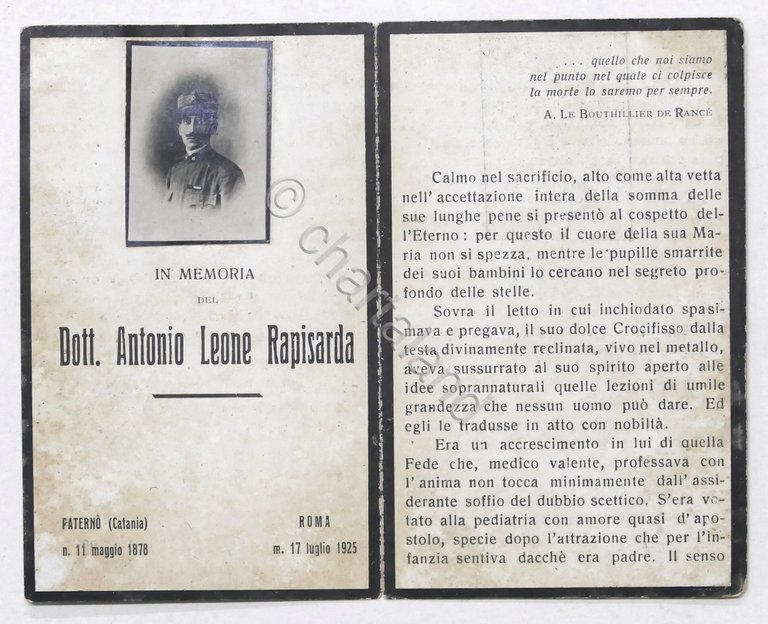 IN MEMORIA
DEL
Dott. Antonio Leone Rapisarda
PATERNÒ (Catania)
n. 11 maggio 1878
ROMA
m. 17 luglio 1925
. . . quello che noi siamo
nel punto nel quale ci colpisce
la morte lo saremo per sempre.
A. LE BOUTHILLIER DE RANCÉ
Calmo nel sacrificio, alto come alta vetta
nell'accettazione intera della somma delle
sue lunghe pene si presentò al cospetto del-
l'Eterno: per questo il cuore della sua Ma-
ria non si spezza, mentre le pupille smarrite
dei suoi bambini lo cercano nel segreto pro-
fondo delle stelle.
Sovra il letto in cui inchiodato spasi-
mava e pregava, il suo dolce Crocifisso, dalla
testa divinamente reclinata, vivo nel metallo,
aveva sussurrato al suo spirito aperto alle
idee soprannaturali quelle lezioni di umile
grandezza che nessun uomo può dare. Ed
egli le tradusse in atto con nobiltà.
Era un accrescimento in lui di quella
Fede che, medico valente, professava con
l'anima non tocca minimamente dall'assi-
derante soffio del dubbio scettico. S'era vo-
tato alla pediatria con amore quasi d'apo-
stolo, specie dopo l'attrazione che per l'in-
fanzia sentiva dacchè era padre. Il senso
© chartaland